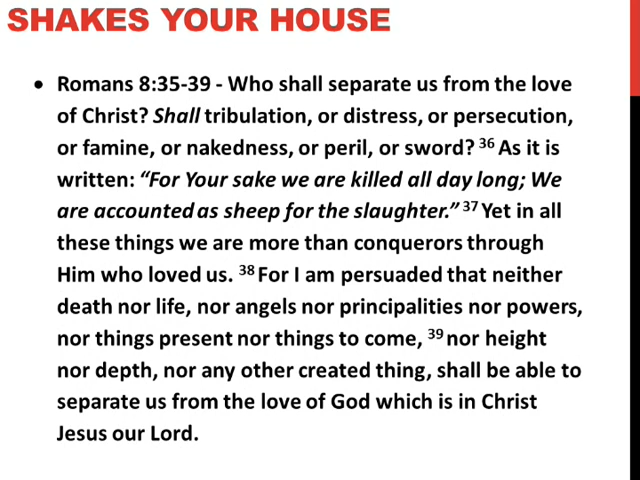 SHAKES YOUR HOUSE
• Romans 8:35-39 - Who shall separate us from the love
of Christ? Shall tribulation, or distress, or persecution,
or famine, or nakedness, or peril, or sword? 36 As it is
written: “For Your sake we are killed all day long; We
are accounted as sheep for the slaughter.” 37 Yet in all
these things we are more than conquerors through
Him who loved us. 38 For I am persuaded that neither
death nor life, nor angels nor principalities nor powers,
nor things present nor things to come, 39 nor height
nor depth, nor any other created thing, shall be able to
separate us from the love of God which is in Christ
Jesus our Lord.